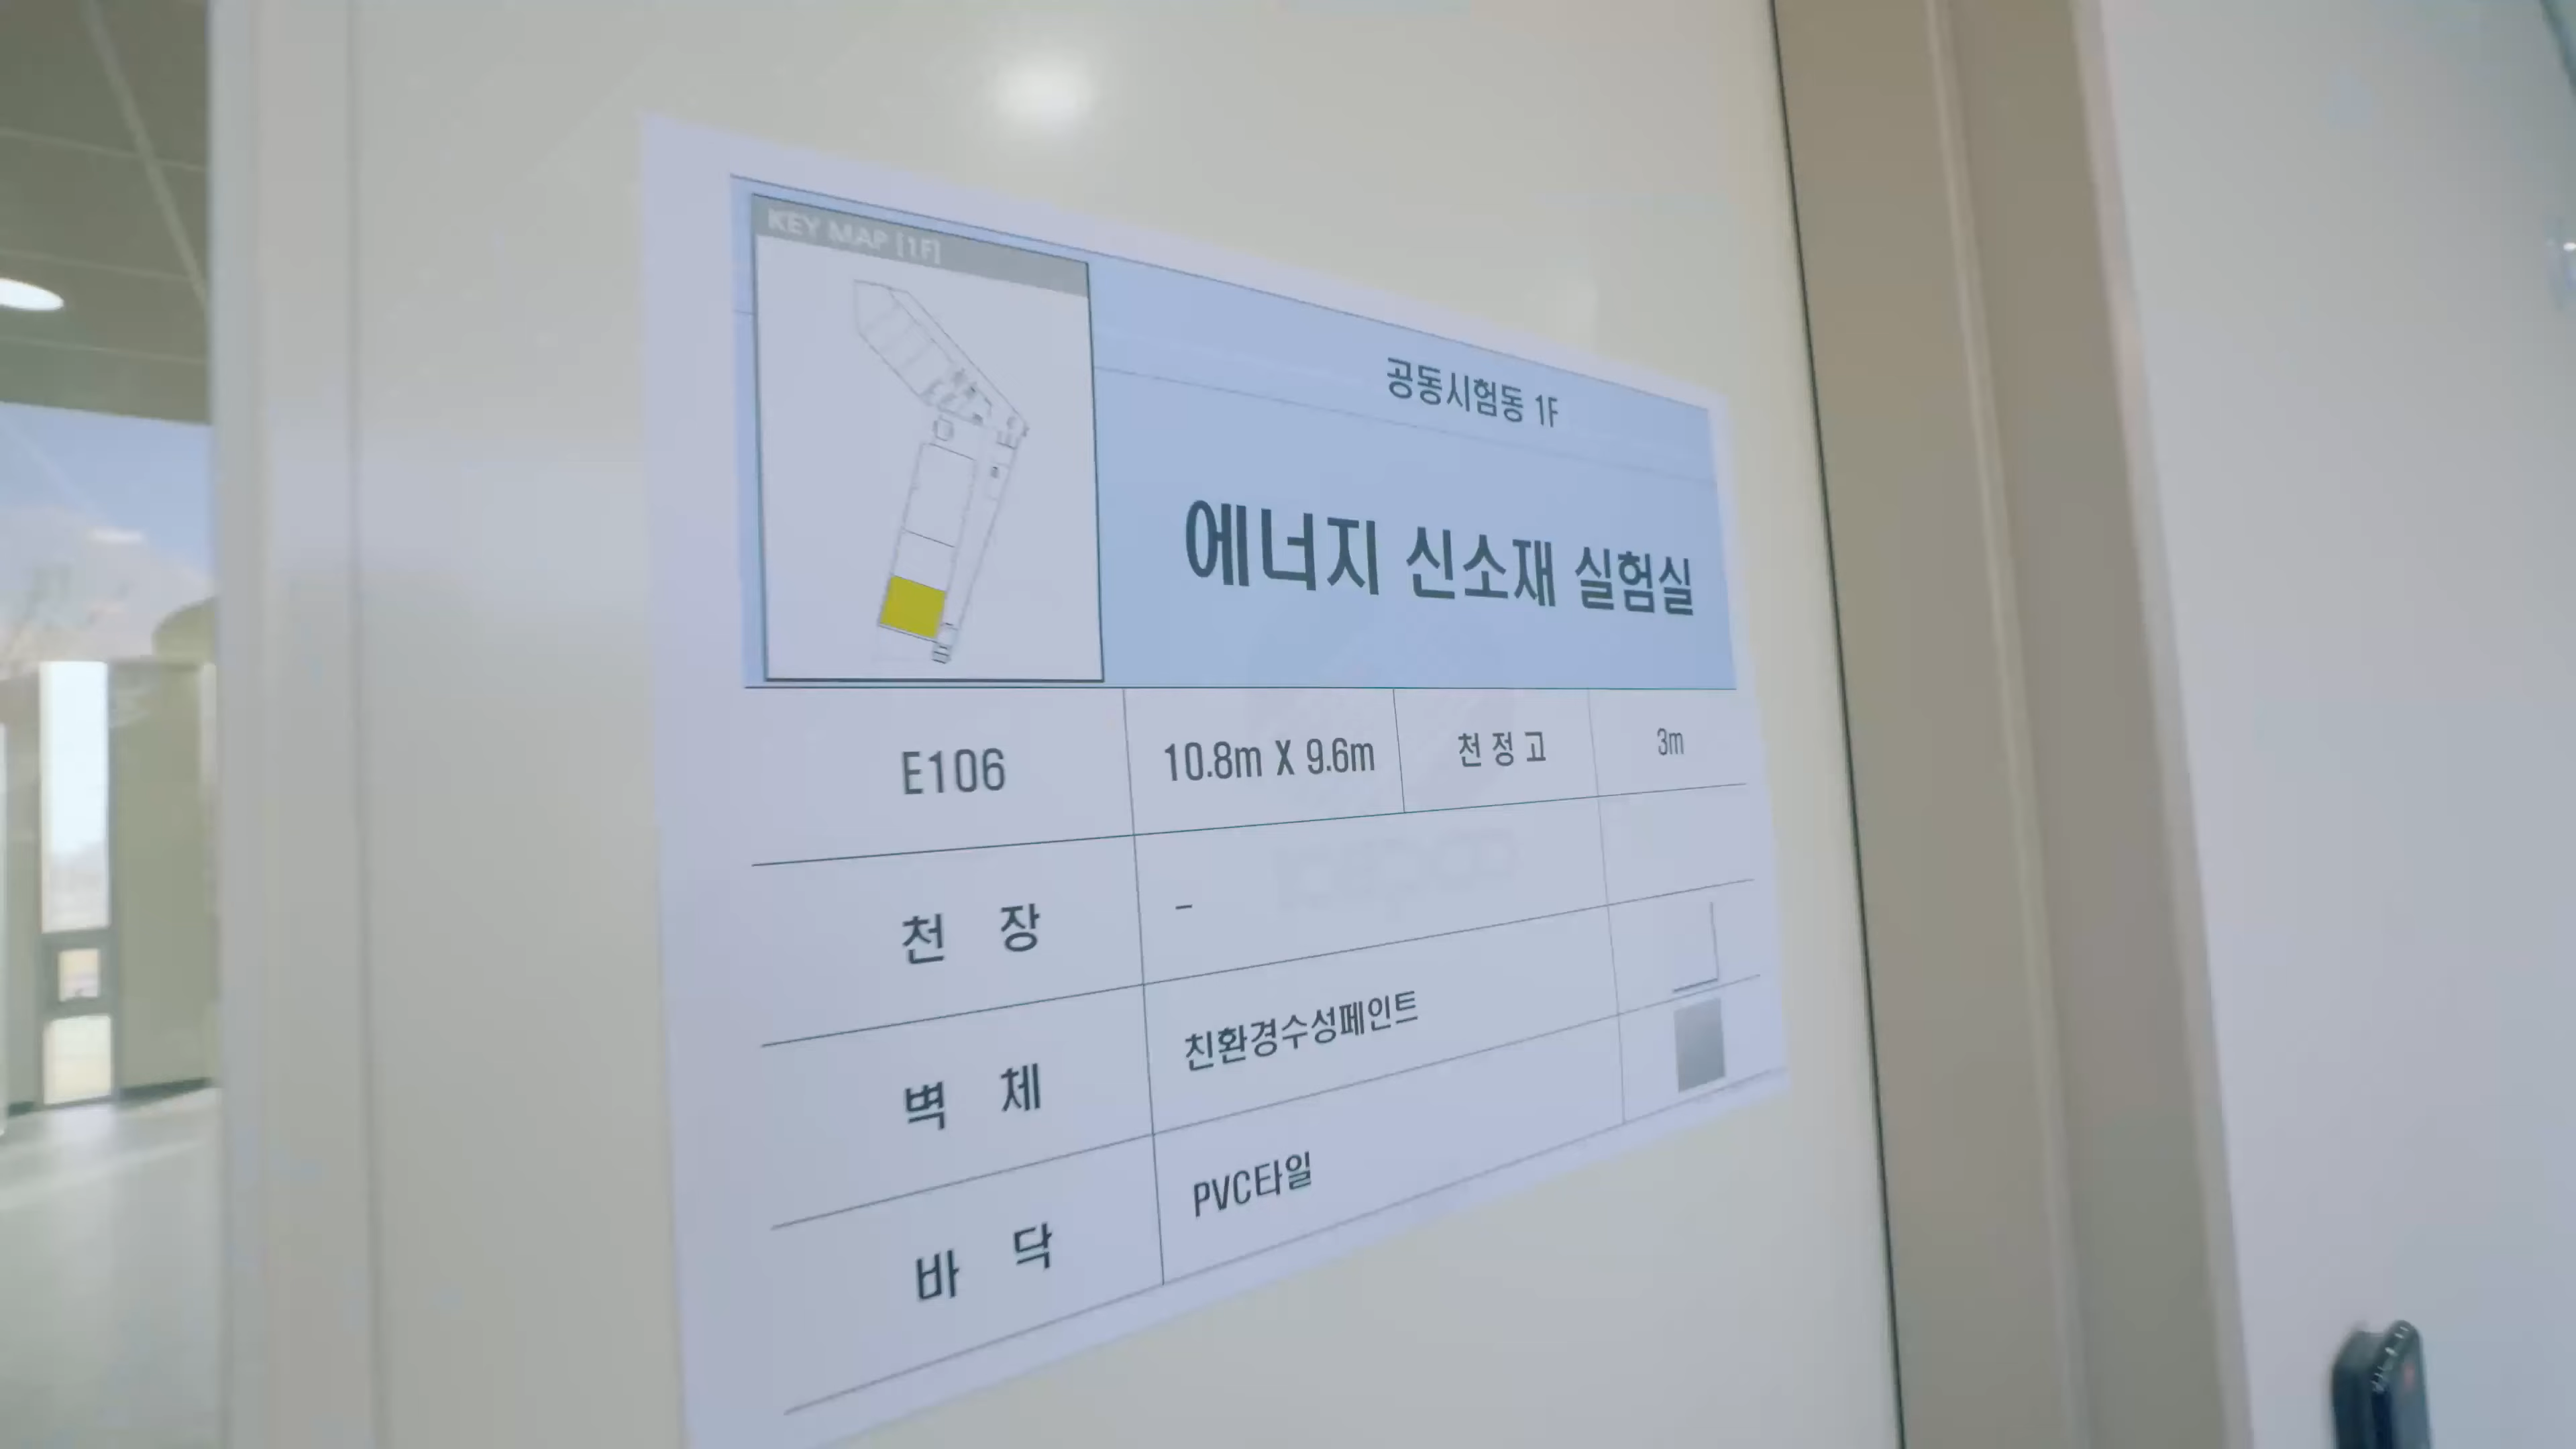 KEY MAP [1F]
공동시험동 1F
에너지 신소재 실험실
E106 10.8m X 9.6m 천 정 고 3m
천 장 -
벽 체 친환경수성페인트
바 닥 PVC타일